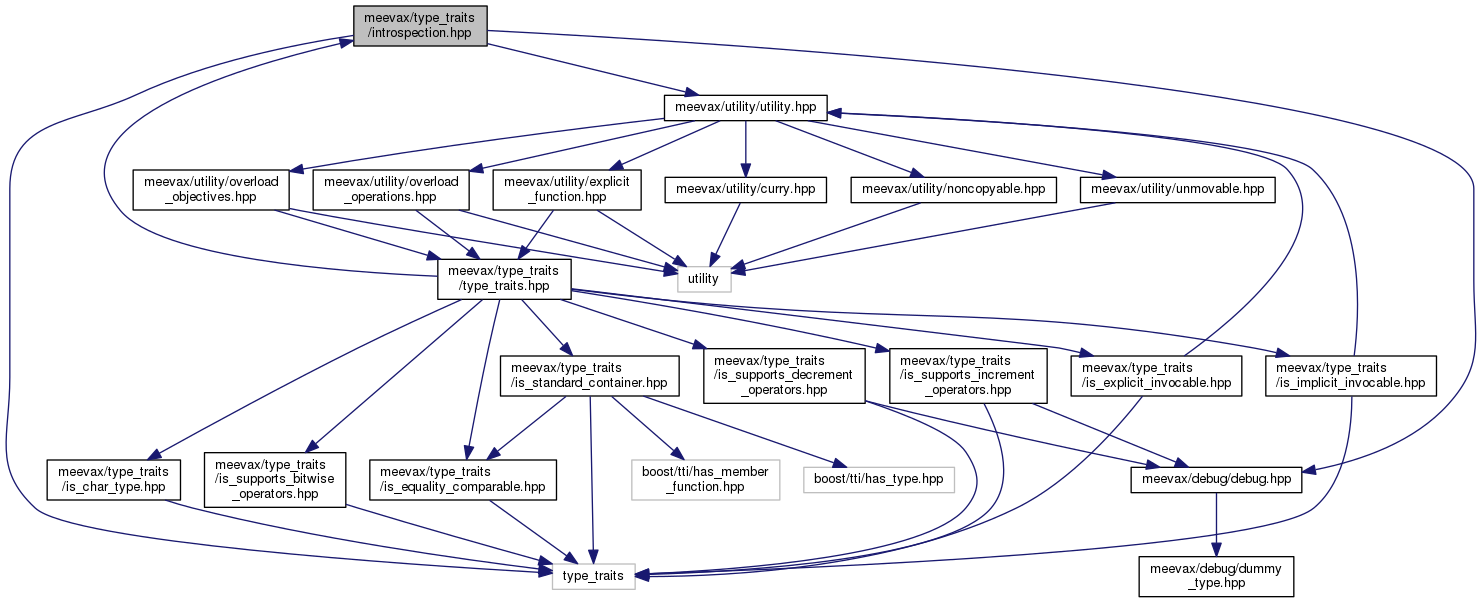 meevax/type_traits
/introspection.hpp
meevax/utility/utility.hpp
meevax/utility/overload
_objectives.hpp
meevax/utility/overload
_operations.hpp
meevax/utility/explicit
_function.hpp
meevax/utility/curry.hpp
meevax/utility/noncopyable.hpp
meevax/utility/unmovable.hpp
meevax/type_traits
/type_traits.hpp
utility
meevax/type_traits
/is_standard_container.hpp
meevax/type_traits
/is_supports_decrement
_operators.hpp
meevax/type_traits
/is_supports_increment
_operators.hpp
meevax/type_traits
/is_explicit_invocable.hpp
meevax/type_traits
/is_implicit_invocable.hpp
meevax/type_traits
/is_char_type.hpp
meevax/type_traits
/is_supports_bitwise
_operators.hpp
meevax/type_traits
/is_equality_comparable.hpp
boost/tti/has_member
_function.hpp
boost/tti/has_type.hpp
meevax/debug/debug.hpp
type_traits
meevax/debug/dummy
_type.hpp